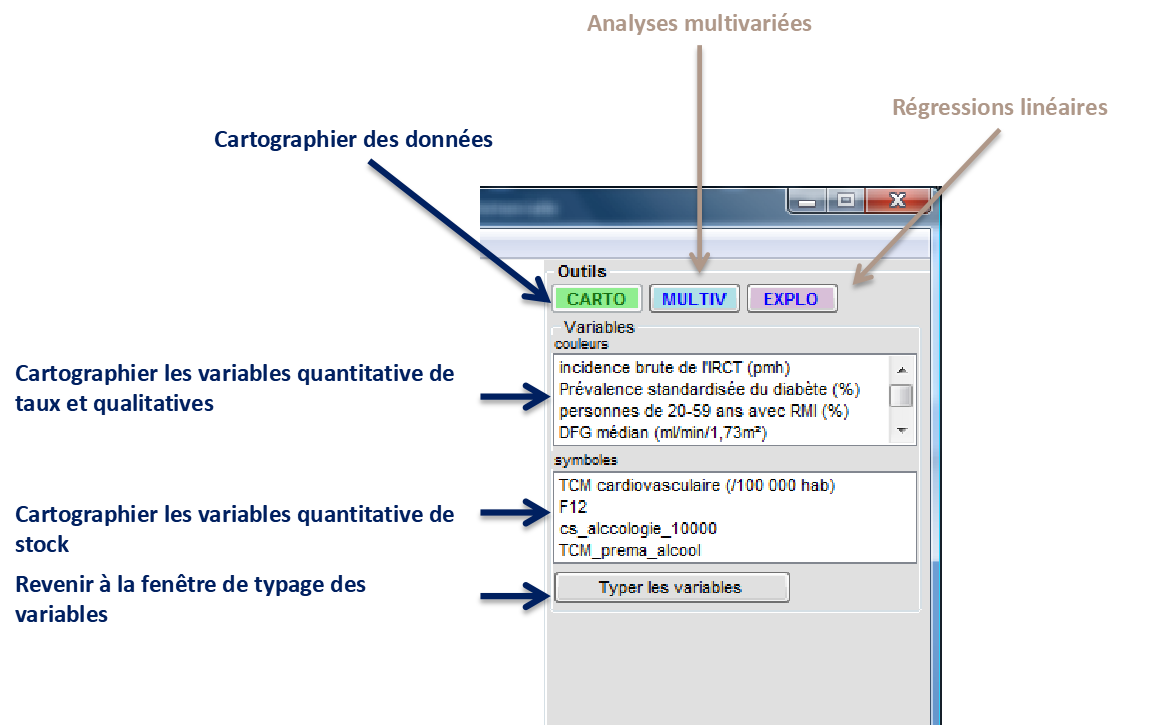 Analyses multivariées
Régressions linéaires
Cartographier des données
Outils
CARTO MULTIV EXPLO
Variables
couleurs
incidence brute de l'IRCT (pmh)
Prévalence standardisée du diabète (%)
personnes de 20-59 ans avec RMI (%)
DFG médian (ml/min/1,73m²)
Cartographier les variables quantitative de
taux et qualitatives
symboles
TCM cardiovasculaire (/100 000 hab)
F12
cs_alccologie_10000
TCM_prema_alcool
Cartographier les variables quantitative de
stock
Revenir à la fenêtre de typage des
variables
Typer les variables